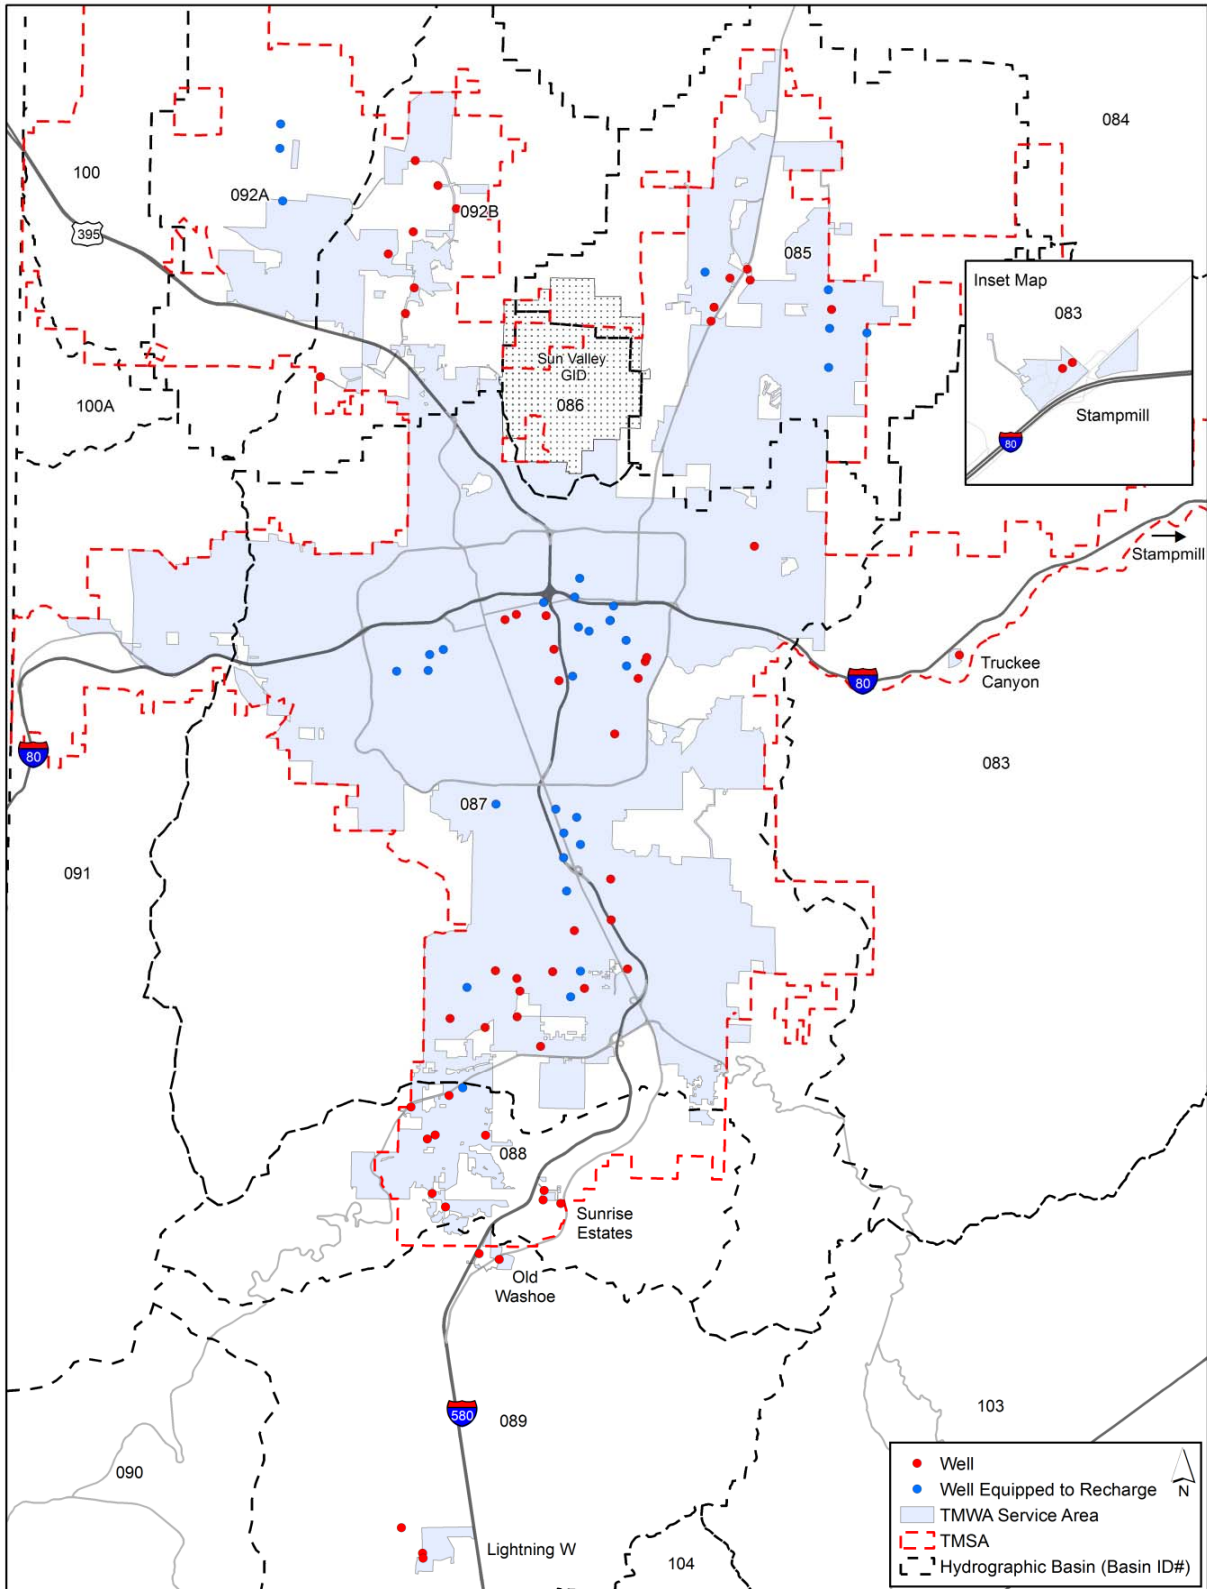 084
100
092A
092B
395
085
Inset Map
083
Stampmill
80
Sun Valley
GID
086
100A
Stampmill
Truckee
Canyon
80
80
083
087
091
088
Sunrise
Estates
Old
Washoe
580
089
103
090
Lightning W
104
Well
Well Equipped to Recharge
N
TMWA Service Area
TMSA
Hydrographic Basin (Basin ID#)